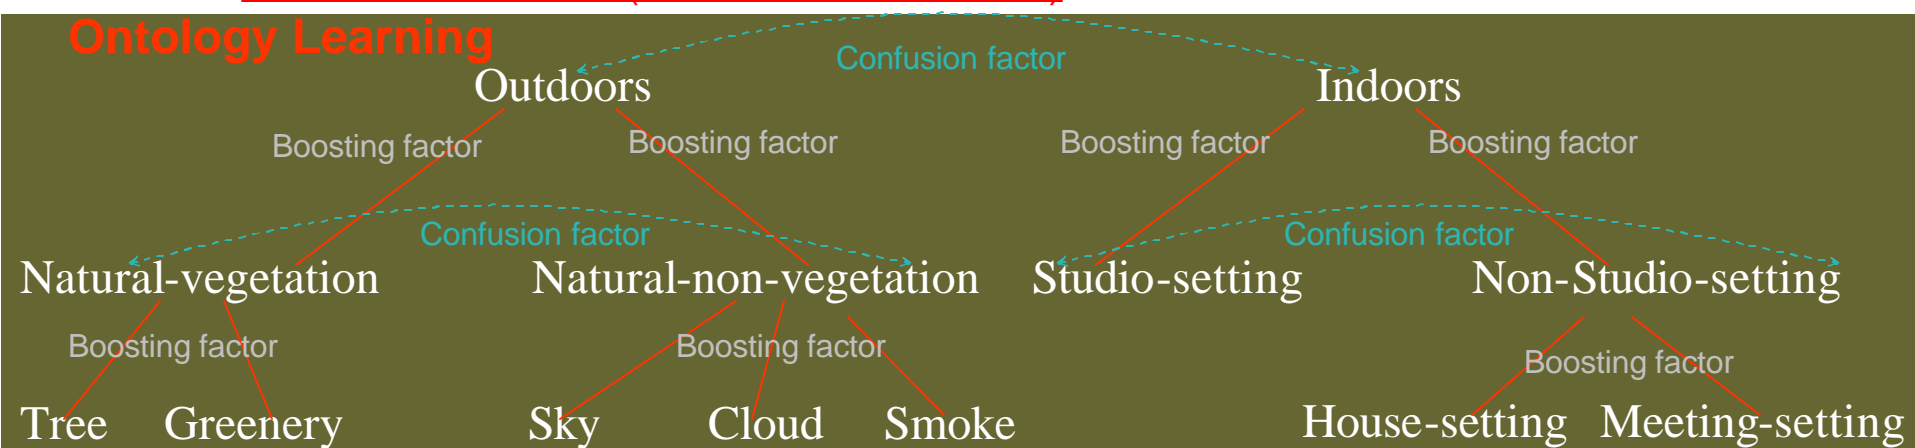 Ontology Learning
Confusion factor
Outdoors Indoors
Boosting factor Boosting factor Boosting factor Boosting factor
Confusion factor Confusion factor
Natural-vegetation Natural-non-vegetation Studio-setting Non-Studio-setting
Boosting factor Boosting factor Boosting factor
Tree Greenery Sky Cloud Smoke House-setting Meeting-setting